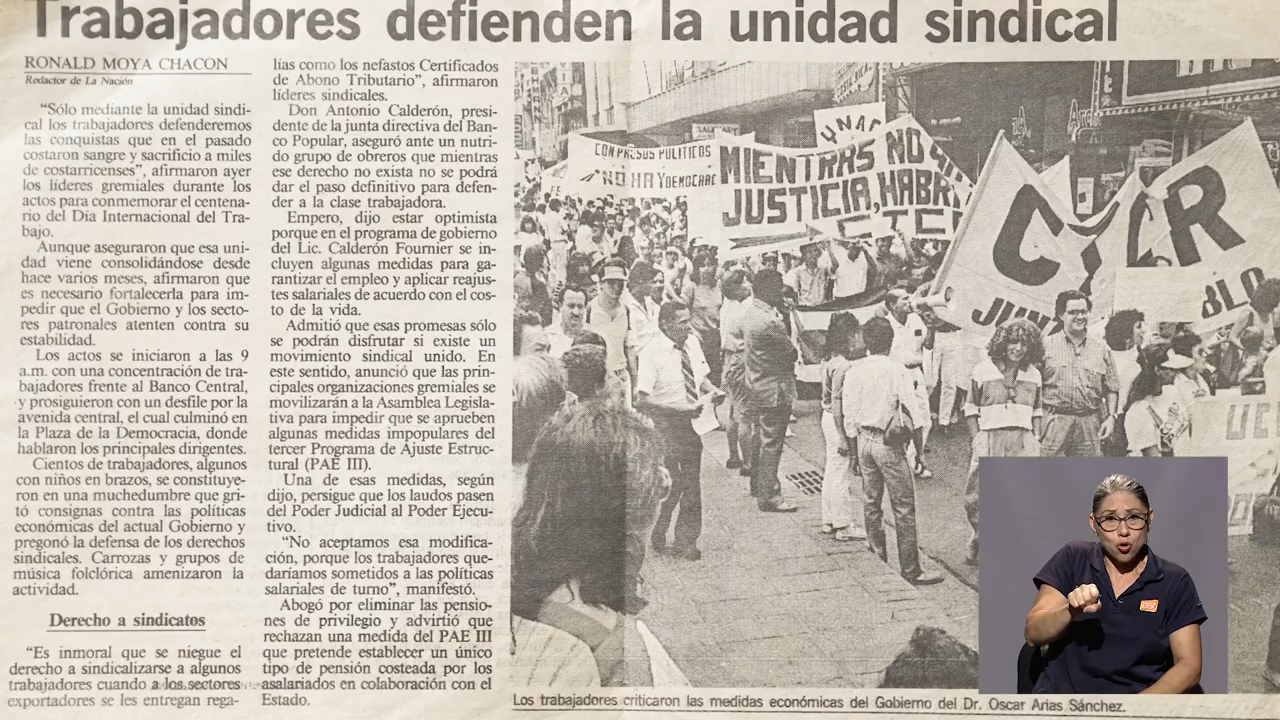 Trabajadores defienden la unidad sindical
RONALD MOYA CHACON
Redactor de La Nación
“Sólo mediante la unidad sindi-
cal los trabajadores defenderemos
las conquistas que en el pasado
costaron sangre y sacrificio a miles
de costarricenses”, afirmaron ayer
los líderes gremiales durante los
actos para conmemorar el centena-
rio del Día Internacional del Tra-
bajo.
Aunque aseguraron que esa uni-
dad viene consolidándose desde
hace varios meses, afirmaron que
es necesario fortalecerla para im-
pedir que el Gobierno y los secto-
res patronales atenten contra su
estabilidad.
Los actos se iniciaron a las 9
a.m. con una concentración de tra-
bajadores frente al Banco Central,
y prosiguieron con un desfile por la
avenida central, el cual culminó en
la Plaza de la Democracia, donde
hablaron los principales dirigentes.
Cientos de trabajadores, algunos
con niños en brazos, se constituye-
ron en una muchedumbre que gri-
tó consignas contra las políticas
económicas del actual Gobierno y
pregonó la defensa de los derechos
sindicales. Carrozas y grupos de
música folclórica amenizaron la
actividad.
Derecho a sindicatos
“Es inmoral que se niegue el
derecho a sindicalizarse a algunos
trabajadores cuando a los sectores
exportadores se les entregan rega-
lías como los nefastos Certificados
de Abono Tributario”, afirmaron
líderes sindicales.
Don Antonio Calderón, presi-
dente de la junta directiva del Ban-
co Popular, aseguró ante un nutri-
do grupo de obreros que mientras
ese derecho no exista no se podrá
dar el paso definitivo para defen-
der a la clase trabajadora.
Empero, dijo estar optimista
porque en el programa de gobierno
del Lic. Calderón Fournier se in-
cluyen algunas medidas para ga-
rantizar el empleo y aplicar reajus-
tes salariales de acuerdo con el cos-
to de la vida.
Admitió que esas promesas sólo
se podrán disfrutar si existe un
movimiento sindical unido. En
este sentido, anunció que las prin-
cipales organizaciones gremiales se
movilizarán a la Asamblea Legisla-
tiva para impedir que se aprueben
algunas medidas impopulares del
tercer Programa de Ajuste Estruc-
tural (PAE III).
Una de esas medidas, según
dijo, persigue que los laudos pasen
del Poder Judicial al Poder Ejecu-
tivo.
“No aceptamos esa modifica-
ción, porque los trabajadores que-
daríamos sometidos a las políticas
salariales de turno”, manifestó.
Abogó por eliminar las pensio-
nes de privilegio y advirtió que
rechazan una medida del PAE III
que pretende establecer un único
tipo de pensión costeada por los
asalariados en colaboración con el
Estado.
UNAC
CON PRESOS POLITICOS
NO HAY DEMOCRAC
MIENTRAS NO
JUSTICIA, HABR
JUN
BLO
Los trabajadores criticaron las medidas económicas del Gobierno del Dr. Oscar Arias Sánchez.